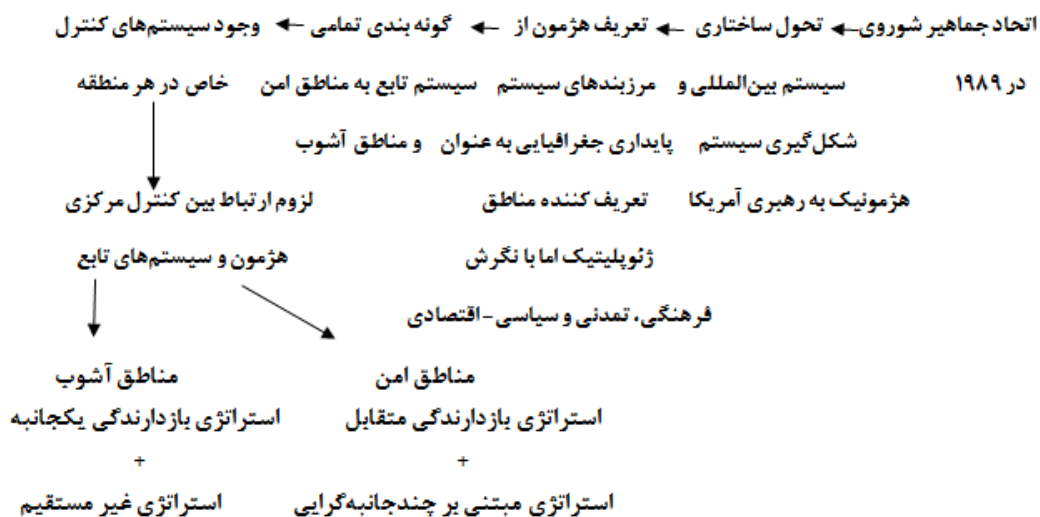 اتحاد جماهیر شوروی ← تحول ساختاری ← تعریف هژمون از ← گونه بندی تمامی ← وجود سیستم‌های کنترل
در ۱۹۸۹ سیستم بین‌المللی و مرزبندهای سیستم سیستم تابع به مناطق امن خاص در هر منطقه
شکل‌گیری سیستم پایداری جغرافیایی به عنوان و مناطق آشوب
هژمونیک به رهبری آمریکا تعریف کننده مناطق لزوم ارتباط بین کنترل مرکزی
ژئوپلیتیک اما با نگرش هژمون و سیستم‌های تابع
فرهنگی، تمدنی و سیاسی-اقتصادی
مناطق امن مناطق آشوب
استراتژی بازدارندگی متقابل استراتژی بازدارندگی یکجانبه
+ +
استراتژی مبتنی بر چندجانبه‌گرایی استراتژی غیر مستقیم